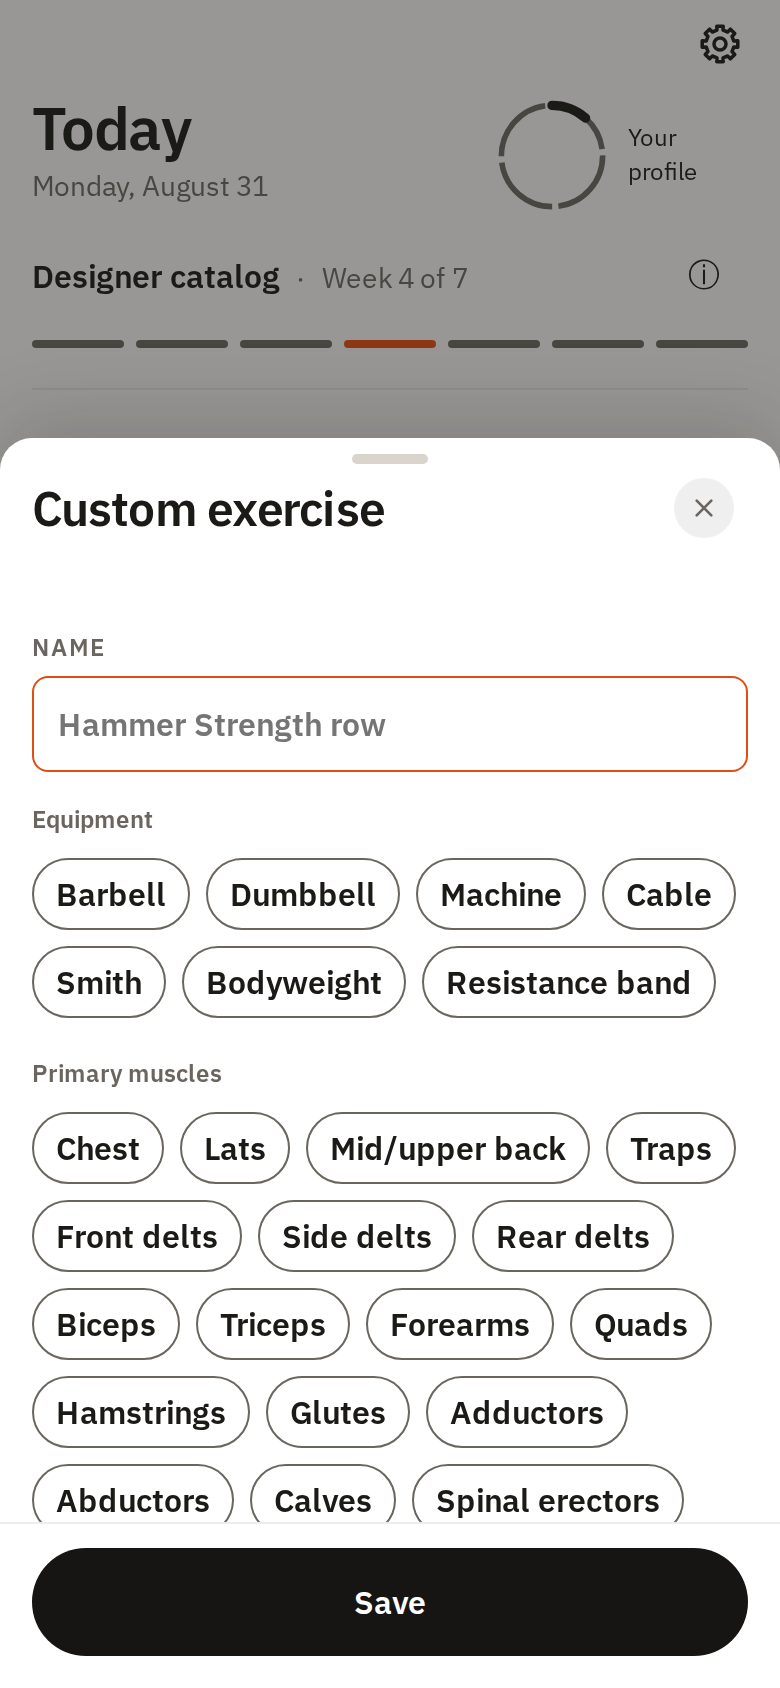 Today
Monday, August 31
Your
profile
Designer catalog · Week 4 of 7
Custom exercise
NAME
Hammer Strength row
Equipment
Barbell Dumbbell Machine Cable
Smith Bodyweight Resistance band
Primary muscles
Chest Lats Mid/upper back Traps
Front delts Side delts Rear delts
Biceps Triceps Forearms Quads
Hamstrings Glutes Adductors
Abductors Calves Spinal erectors
Save